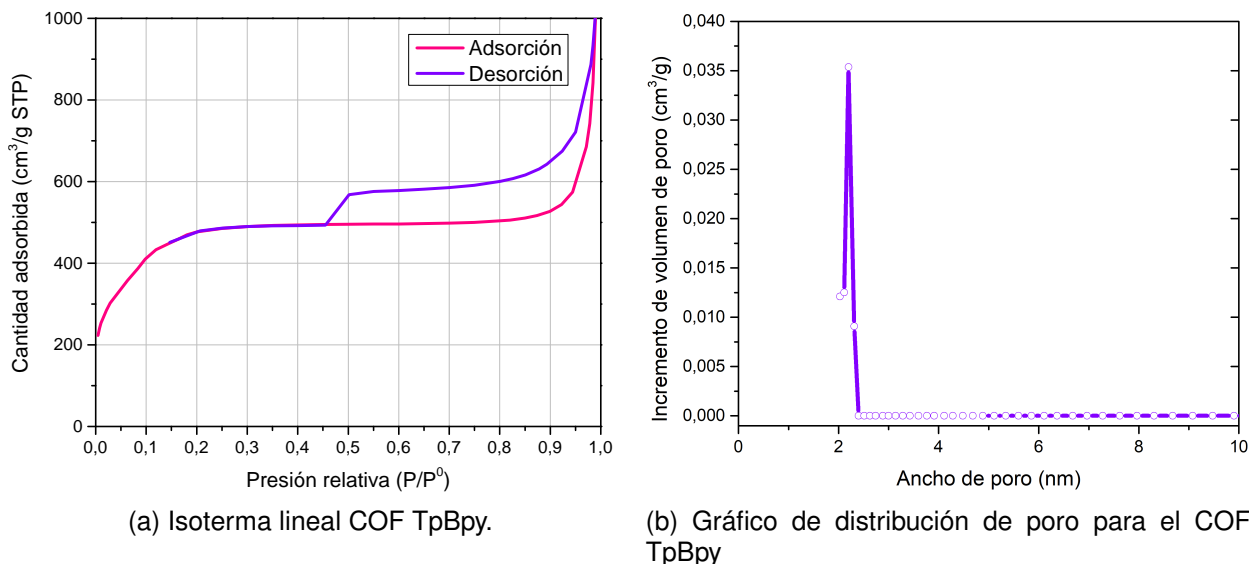 Cantidad adsorbida (cm³/g STP)
1000
800
600
400
200
0
0,0 0,1 0,2 0,3 0,4 0,5 0,6 0,7 0,8 0,9 1,0
Presión relativa (P/P⁰)
Adsorción
Desorción
(a) Isoterma lineal COF TpBpy.
Incremento de volumen de poro (cm³/g)
0,040
0,035
0,030
0,025
0,020
0,015
0,010
0,005
0,000
0 2 4 6 8 10
Ancho de poro (nm)
(b) Gráfico de distribución de poro para el COF
TpBpy